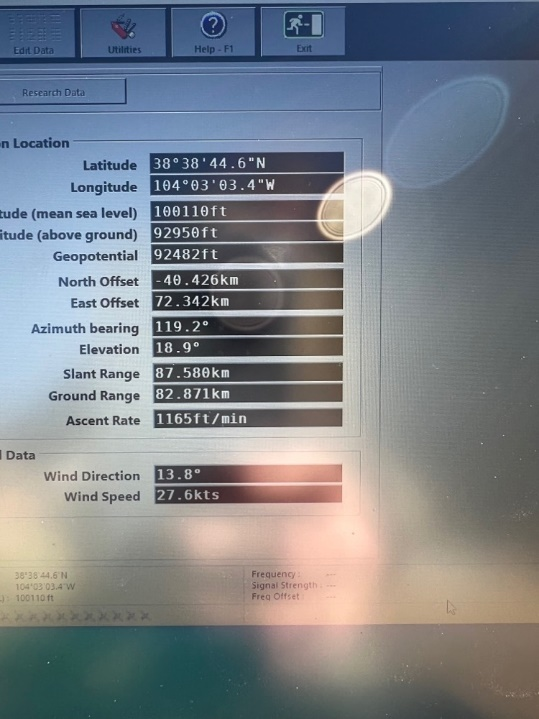 Edit Data
Utilities
Help - F1
Exit
Research Data
n Location
Latitude 38°38'44.6"N
Longitude 104°03'03.4"W
tude (mean sea level) 100110ft
itude (above ground) 92950ft
Geopotential 92482ft
North Offset -40.426km
East Offset 72.342km
Azimuth bearing 119.2°
Elevation 18.9°
Slant Range 87.580km
Ground Range 82.871km
Ascent Rate 1165ft/min
d Data
Wind Direction 13.8°
Wind Speed 27.6kts
38°38'44.6"N
104°03'03.4"W
100110 ft
Frequency : ---
Signal Strength : ---
Freq Offset : ---